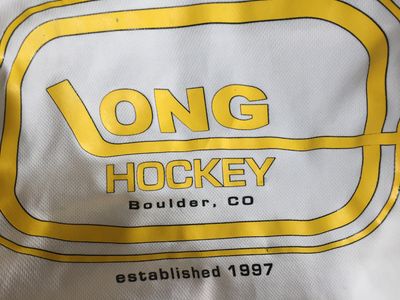 LONG
HOCKEY
Boulder, CO
established 1997